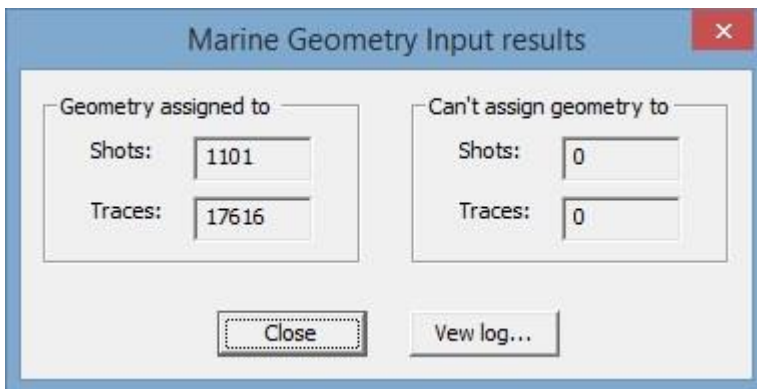 Marine Geometry Input results
Geometry assigned to
Shots: 1101
Traces: 17616
Can't assign geometry to
Shots: 0
Traces: 0
Close
Vew log...